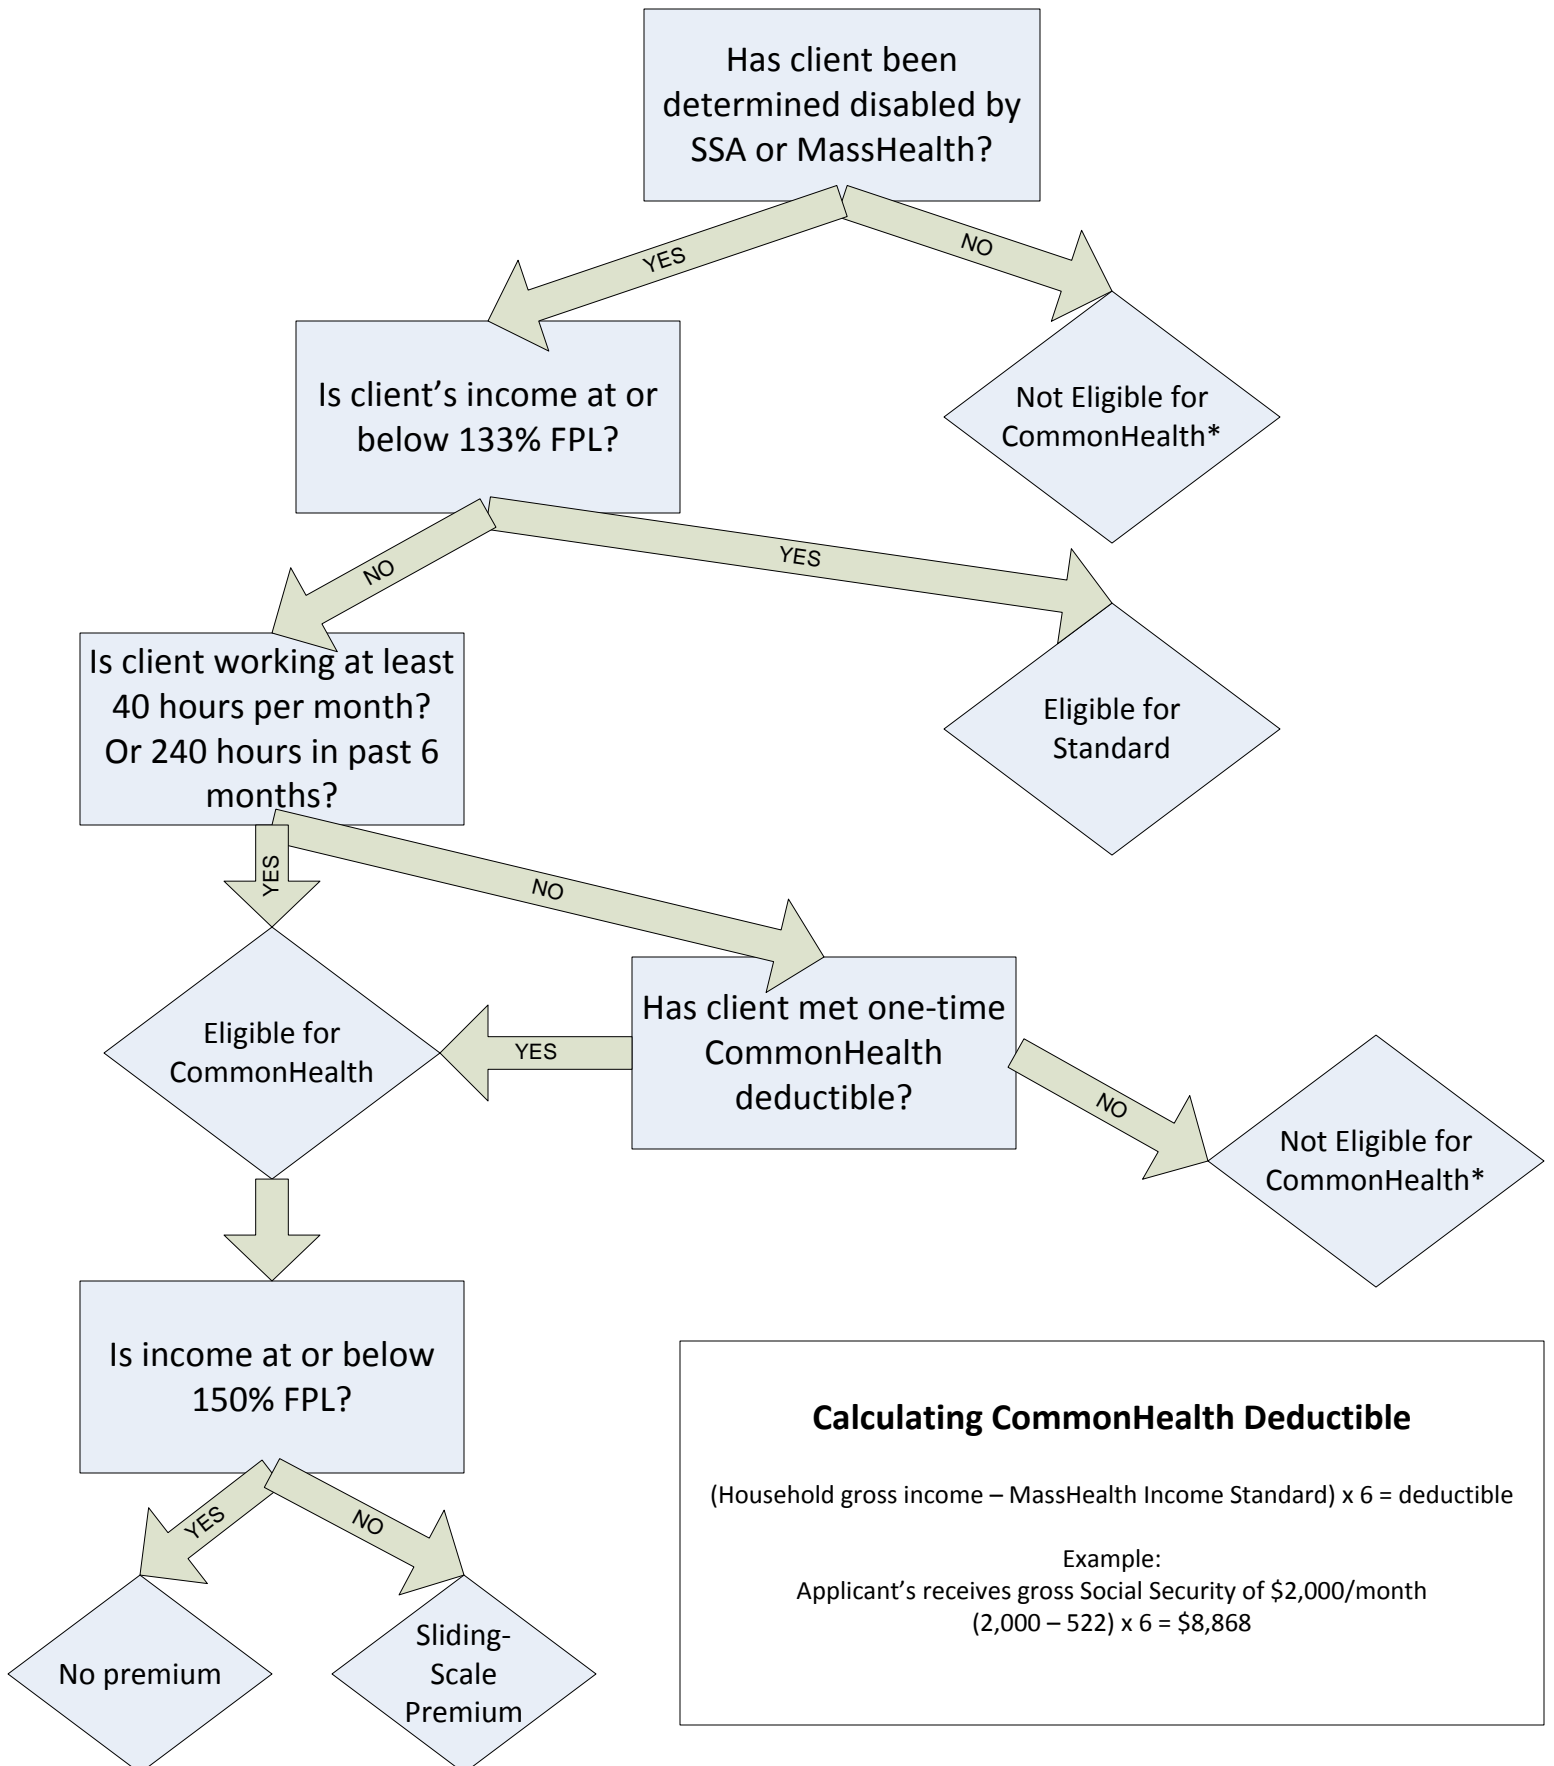 Has client been
determined disabled by
SSA or MassHealth?
YES
NO
Is client’s income at or
below 133% FPL?
Not Eligible for
CommonHealth*
NO
YES
Is client working at least
40 hours per month?
Or 240 hours in past 6
months?
Eligible for
Standard
YES
NO
Eligible for
CommonHealth
YES
Has client met one-time
CommonHealth
deductible?
NO
Not Eligible for
CommonHealth*
Is income at or below
150% FPL?
YES
NO
No premium
Sliding-
Scale
Premium
Calculating CommonHealth Deductible
(Household gross income – MassHealth Income Standard) x 6 = deductible
Example:
Applicant’s receives gross Social Security of $2,000/month
(2,000 – 522) x 6 = $8,868